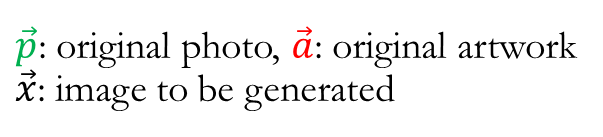 p⃗: original photo, a⃗: original artwork
x⃗: image to be generated